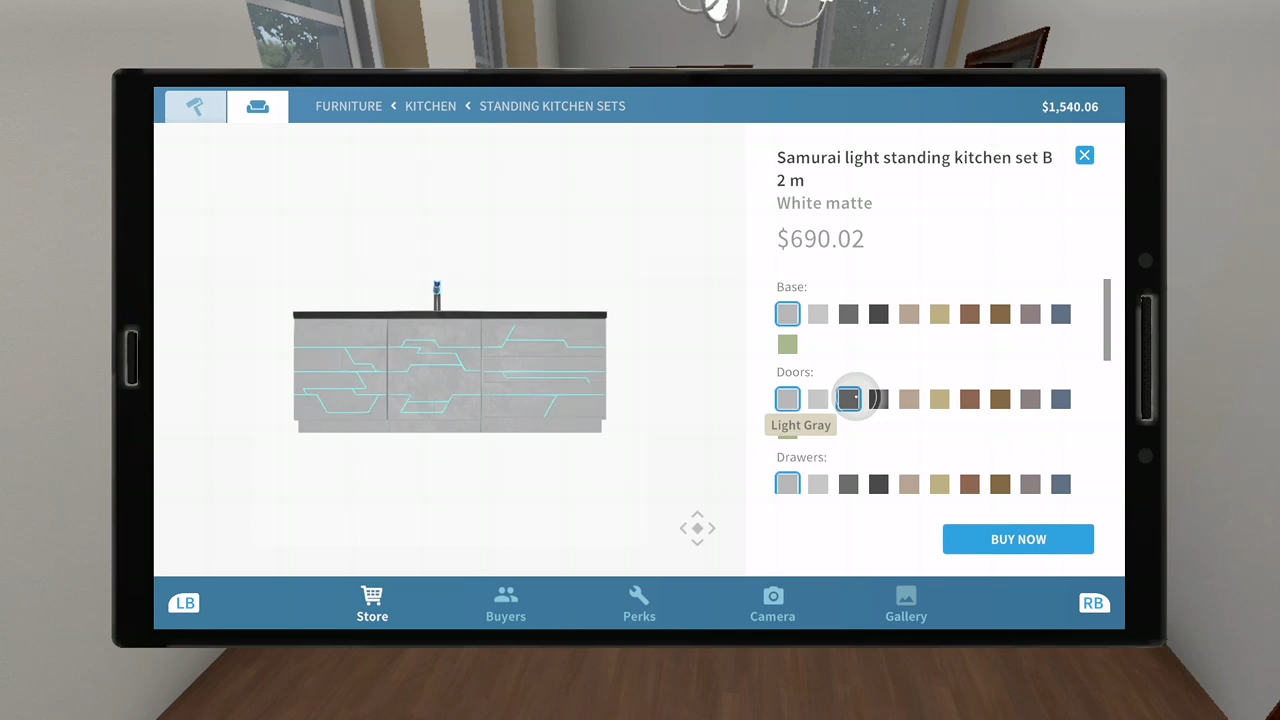 FURNITURE < KITCHEN < STANDING KITCHEN SETS
$1,540.06
Samurai light standing kitchen set B
2 m
White matte
$690.02
Base:
Doors:
Light Gray
Drawers:
BUY NOW
LB
Store
Buyers
Perks
Camera
Gallery
RB